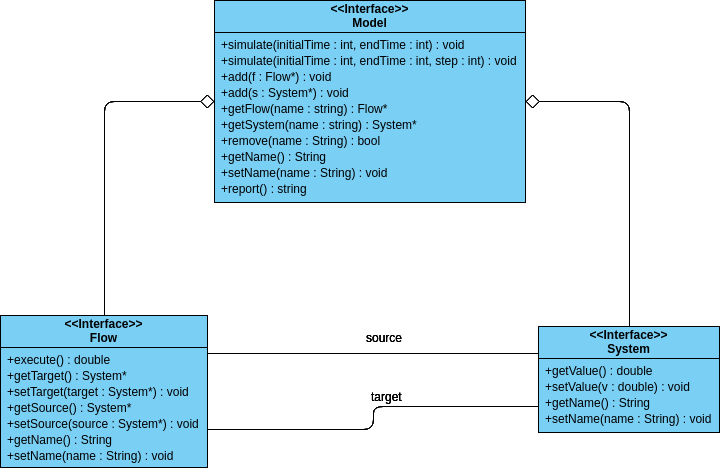 <<Interface>>
Model
+simulate(initialTime : int, endTime : int) : void
+simulate(initialTime : int, endTime : int, step : int) : void
+add(f : Flow*) : void
+add(s : System*) : void
+getFlow(name : string) : Flow*
+getSystem(name : string) : System*
+remove(name : String) : bool
+getName() : String
+setName(name : String) : void
+report() : string
<<Interface>>
Flow
+execute() : double
+getTarget() : System*
+setTarget(target : System*) : void
+getSource() : System*
+setSource(source : System*) : void
+getName() : String
+setName(name : String) : void
source
target
<<Interface>>
System
+getValue() : double
+setValue(v : double) : void
+getName() : String
+setName(name : String) : void